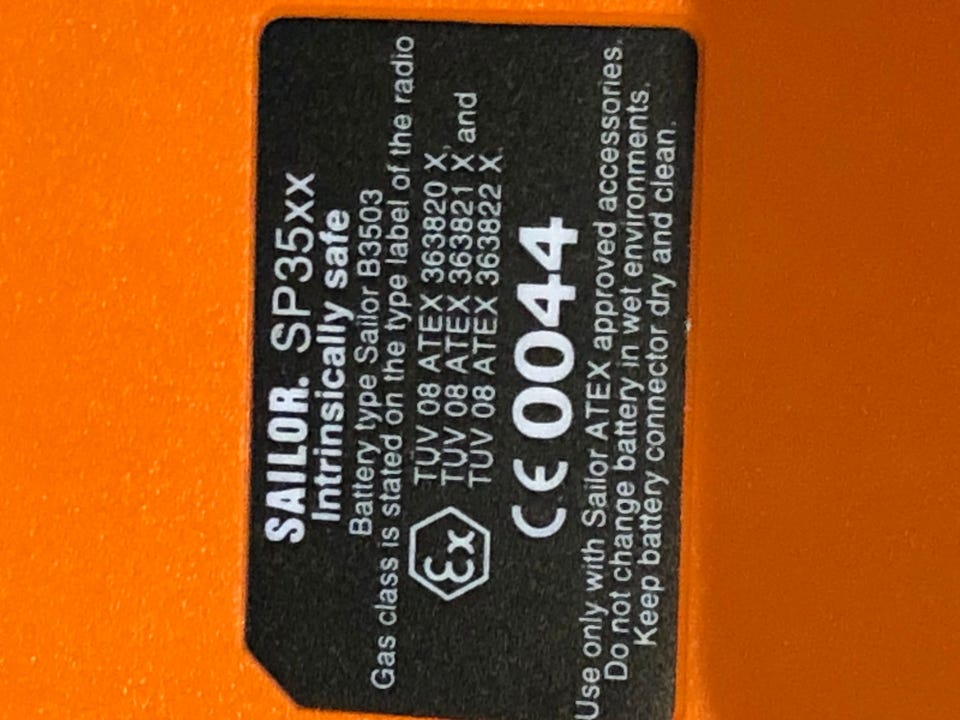 SAILOR. SP35xx
Intrinsically safe
Battery type Sailor B3503
Gas class is stated on the type label of the radio
TUV 08 ATEX 363820 X,
TUV 08 ATEX 363821 X, and
TUV 08 ATEX 363822 X.
Ex
CE 0044
Use only with Sailor ATEX approved accessories.
Do not change battery in wet environments.
Keep battery connector dry and clean.